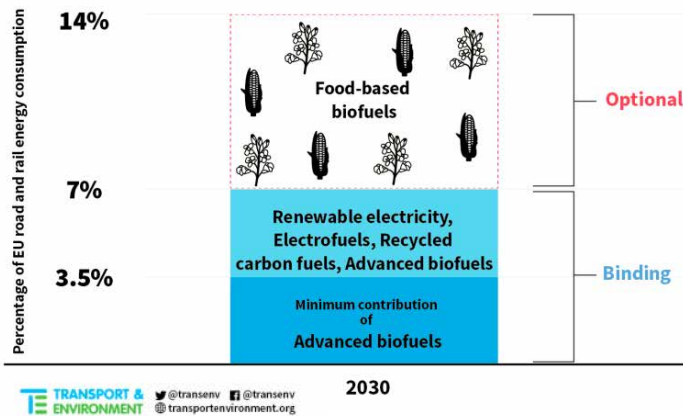 Percentage of EU road and rail energy consumption
14%
7%
3.5%
Food-based
biofuels
Renewable electricity,
Electrofuels, Recycled
carbon fuels, Advanced biofuels
Minimum contribution
of
Advanced biofuels
Optional
Binding
2030
TRANSPORT &
ENVIRONMENT
@transenv @transenv
transportenvironment.org